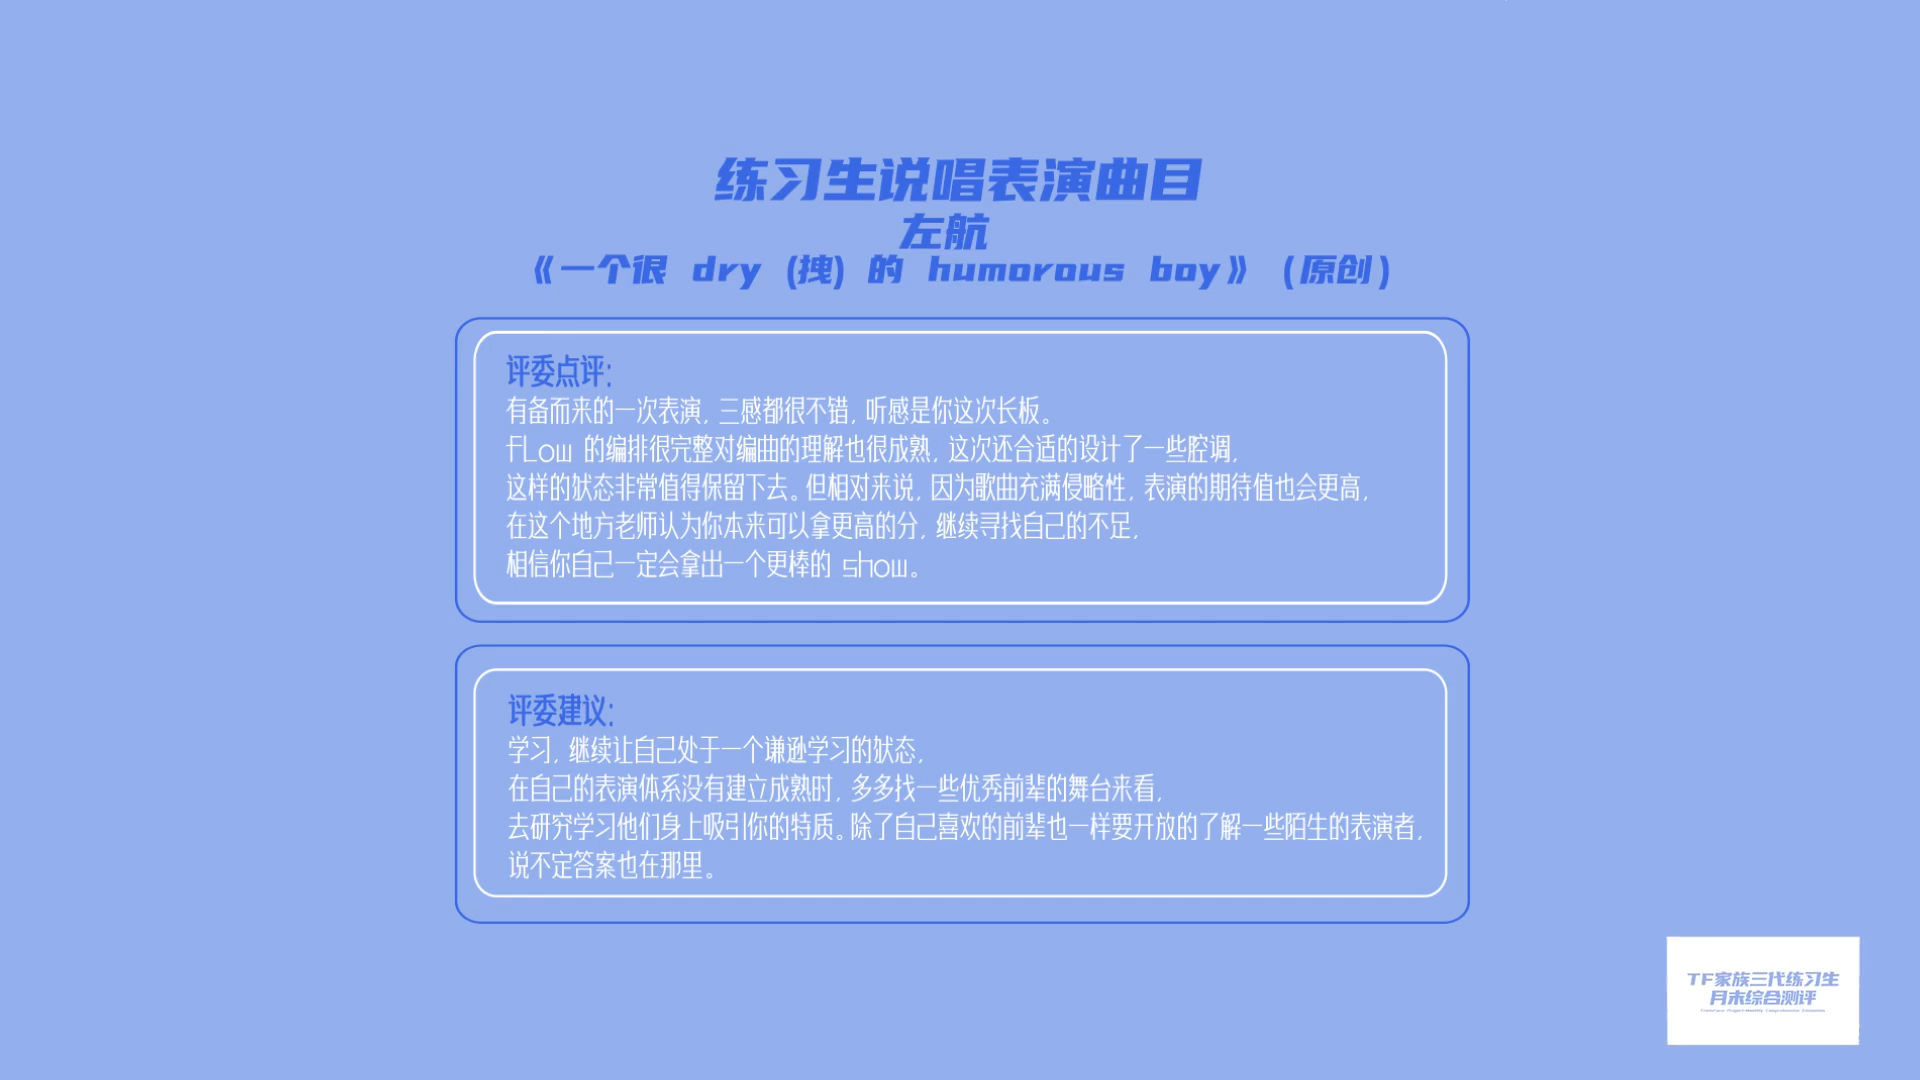 练习生说唱表演曲目
左航
《一个很 dry (拽) 的 humorous boy》 (原创)
评委点评:
有备而来的一次表演, 三感都很不错, 听感是你这次长板。
FLow 的编排很完整对编曲的理解也很成熟, 这次还合适的设计了一些腔调,
这样的状态非常值得保留下去。但相对来说, 因为歌曲充满侵略性, 表演的期待值也会更高,
在这个地方老师认为你本来可以拿更高的分, 继续寻找自己的不足,
相信你自己一定会拿出一个更棒的 show。
评委建议:
学习, 继续让自己处于一个谦逊学习的状态,
在自己的表演体系没有建立成熟时, 多多找一些优秀前辈的舞台来看,
去研究学习他们身上吸引你的特质。除了自己喜欢的前辈也一样要开放的了解一些陌生的表演者,
说不定答案也在那里。
TF家族三代练习生
月末综合测评